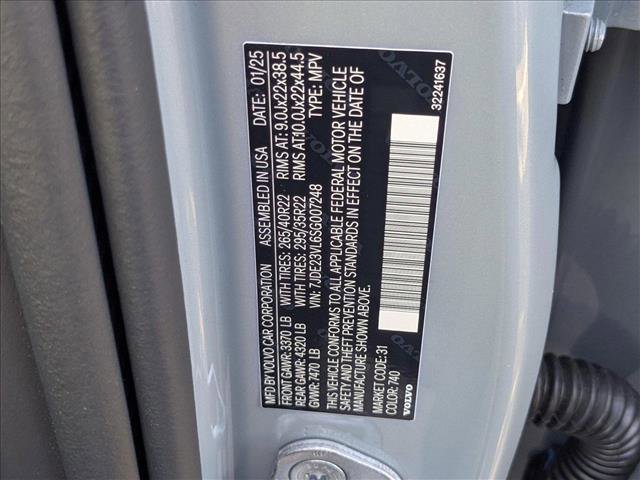 MFD BY VOLVO CAR CORPORATION ASSEMBLED IN USA DATE: 01/25
FRONT GAWR: 3370 LB WITH TIRES: 265/40R22 RIMS AT: 9.0Jx22x38.5
REAR GAWR: 4320 LB WITH TIRES: 295/35R22 RIMS AT:10.0Jx22x44.5
GVWR: 7470 LB VIN: 7JDE23VL6SG007248 TYPE: MPV
THIS VEHICLE CONFORMS TO ALL APPLICABLE FEDERAL MOTOR VEHICLE
SAFETY AND THEFT PREVENTION STANDARDS IN EFFECT ON THE DATE OF
MANUFACTURE SHOWN ABOVE.
MARKET CODE: 31
COLOR: 740
VOLVO
32241637